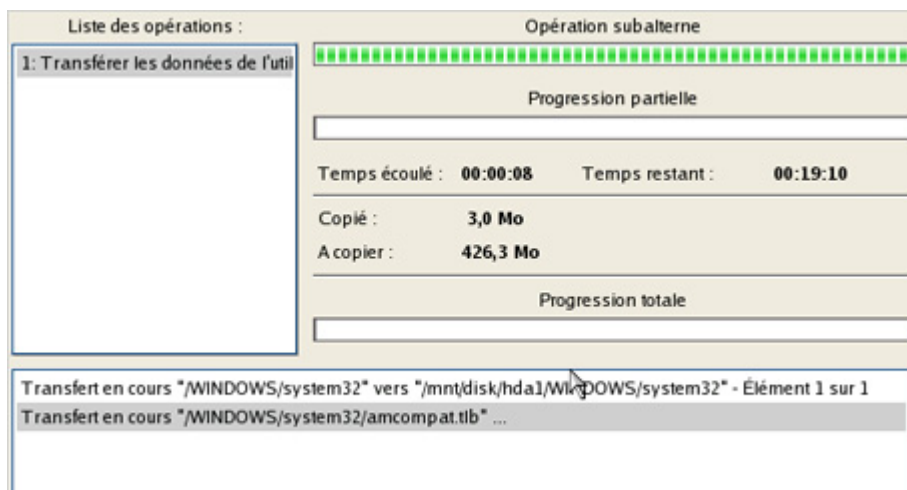 Liste des opérations :
Opération subalterne
1: Transférer les données de l'util
Progression partielle
Temps écoulé : 00:00:08 Temps restant : 00:19:10
Copié : 3,0 Mo
A copier : 426,3 Mo
Progression totale
Transfert en cours "/WINDOWS/system32" vers "/mnt/disk/hda1/WINDOWS/system32" - Élément 1 sur 1
Transfert en cours "/WINDOWS/system32/amcompat.tlb" ...